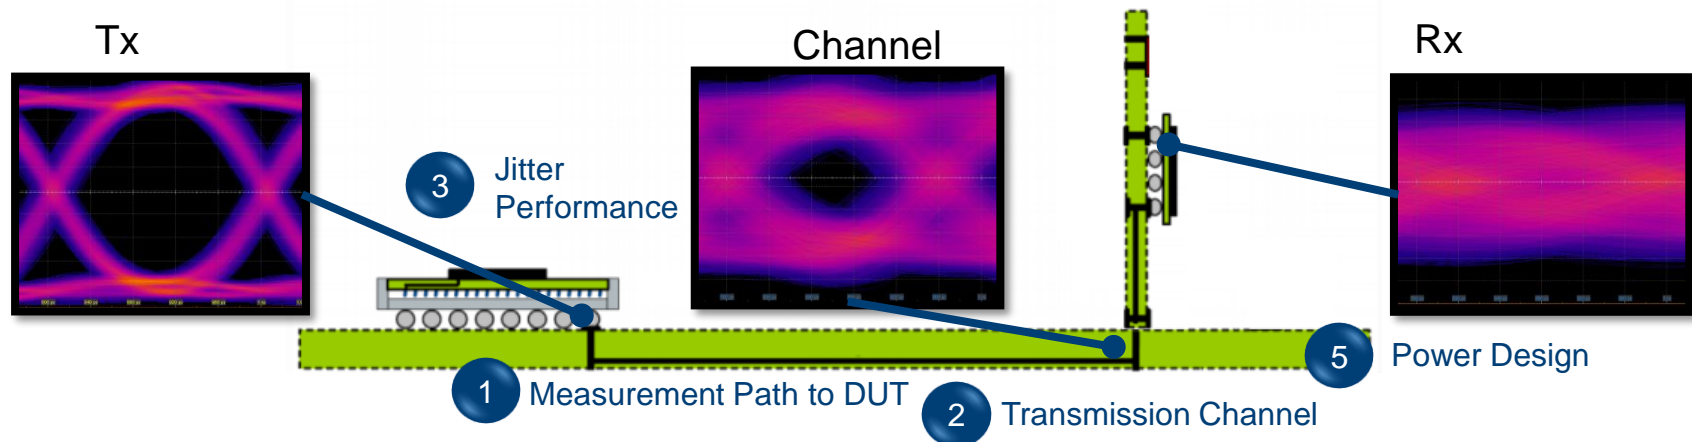 Tx
Channel
Rx
3
Jitter
Performance
1
Measurement Path to DUT
2
Transmission Channel
5
Power Design